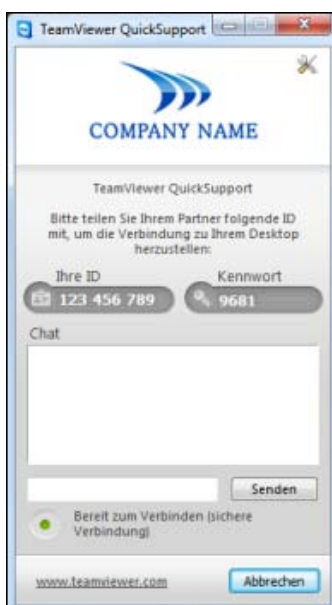 TeamViewer QuickSupport
COMPANY NAME
TeamViewer QuickSupport
Bitte teilen Sie Ihrem Partner folgende ID
mit, um die Verbindung zu Ihrem Desktop
herzustellen:
Ihre ID
Kennwort
123 456 789
9681
Chat
Senden
Bereit zum Verbinden (sichere
Verbindung)
www.teamviewer.com
Abbrechen